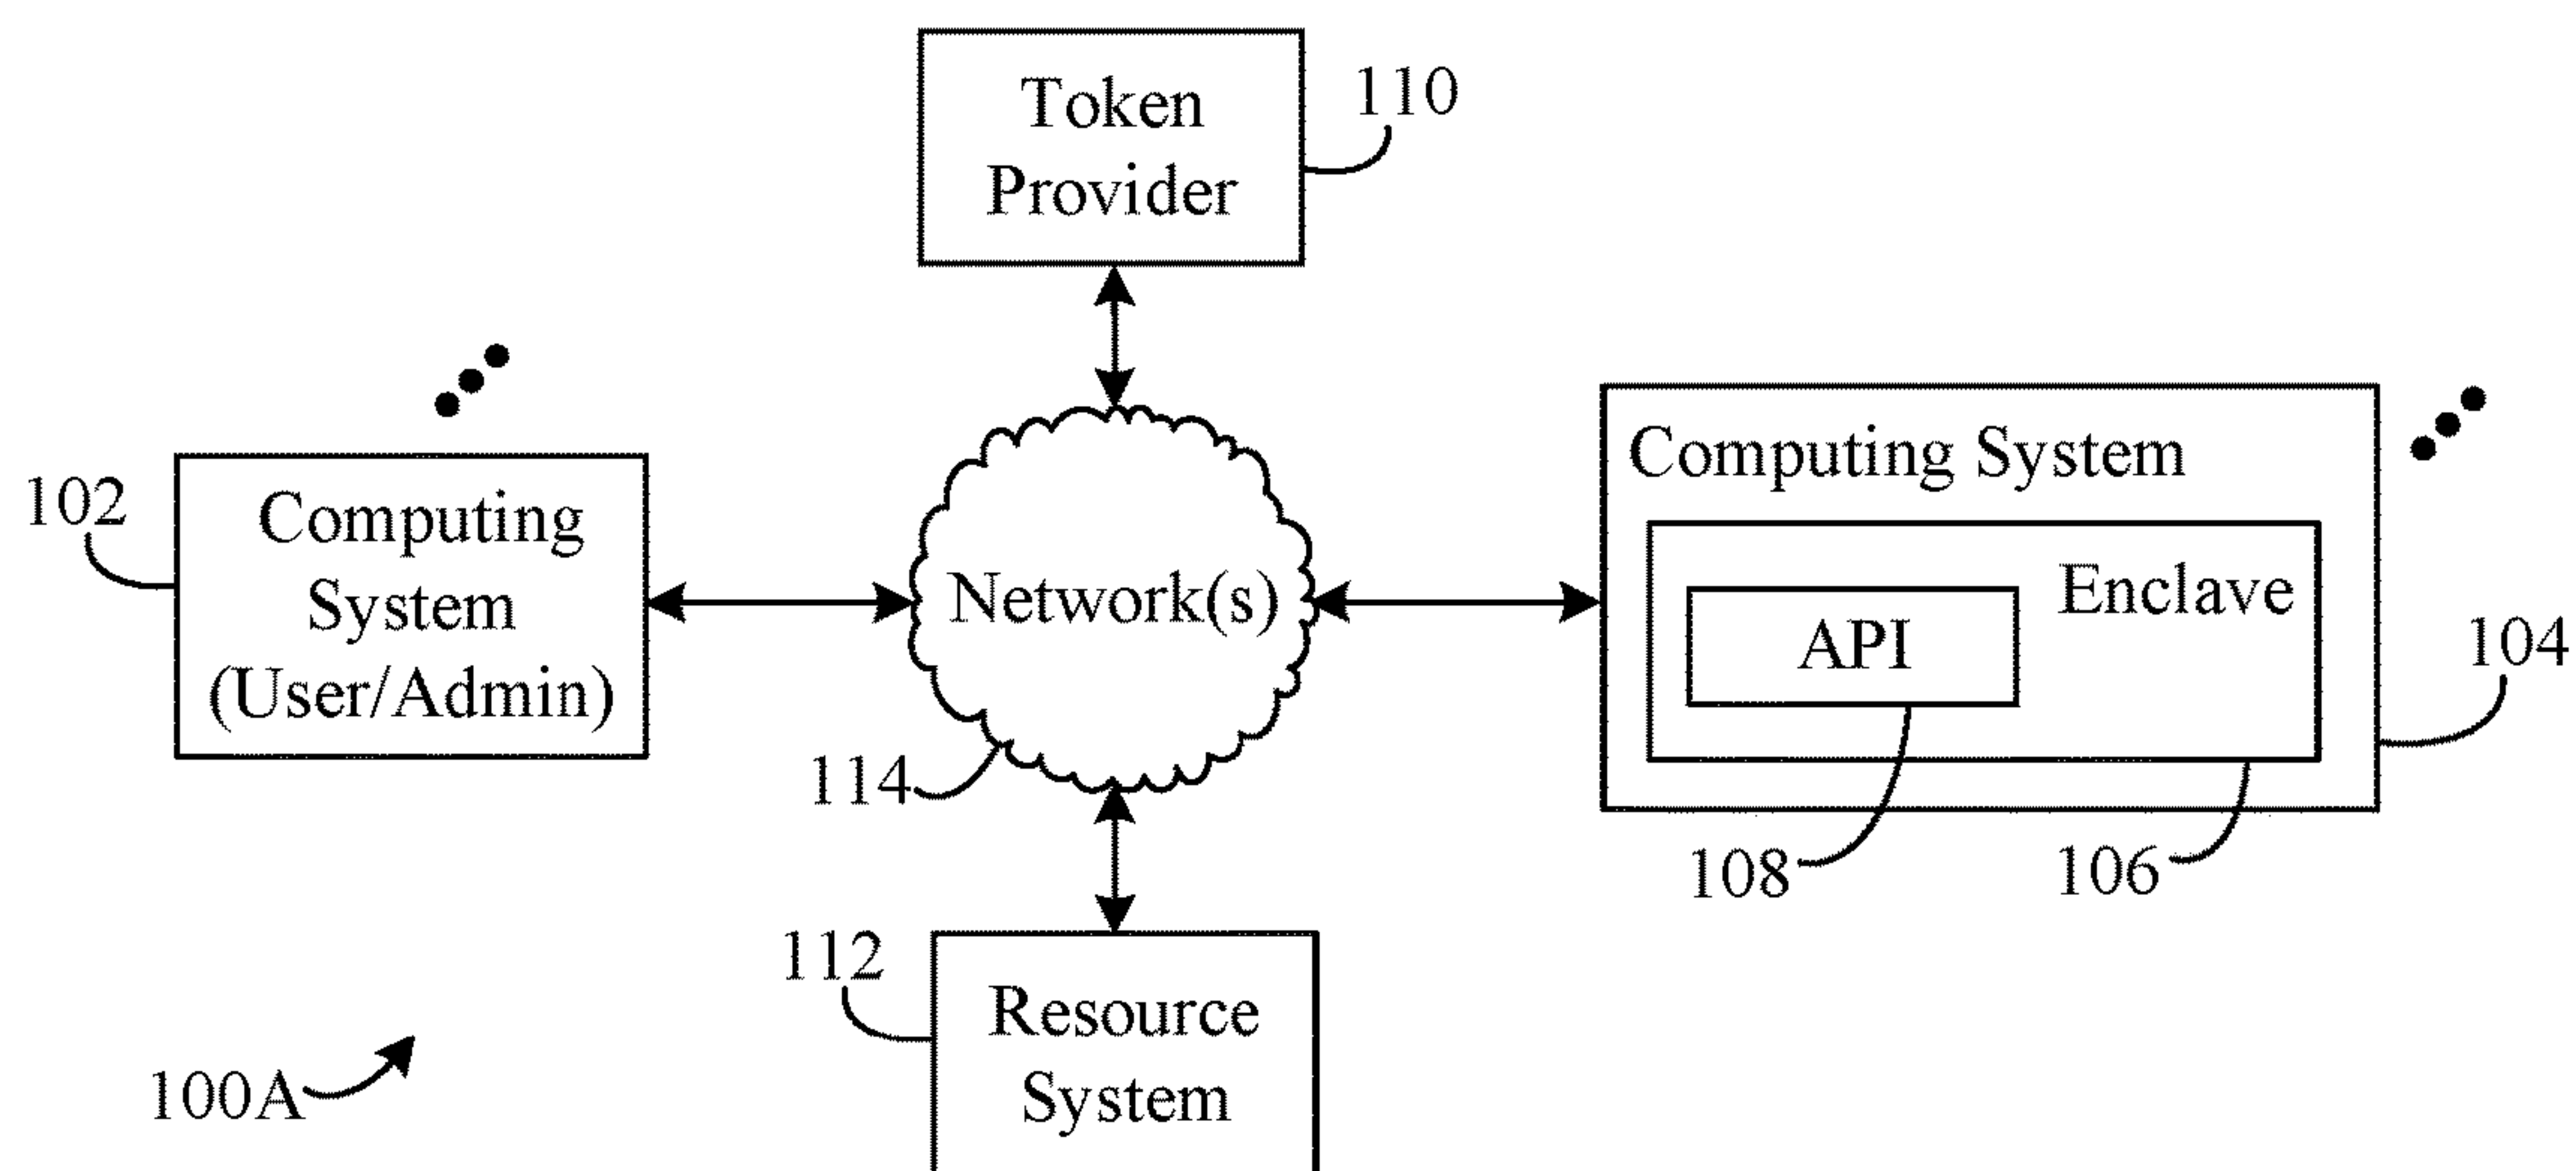 Token
Provider
110
102
Computing
System
(User/Admin)
Network(s)
114
Computing System
Enclave
API
104
108
106
112
Resource
System
100A